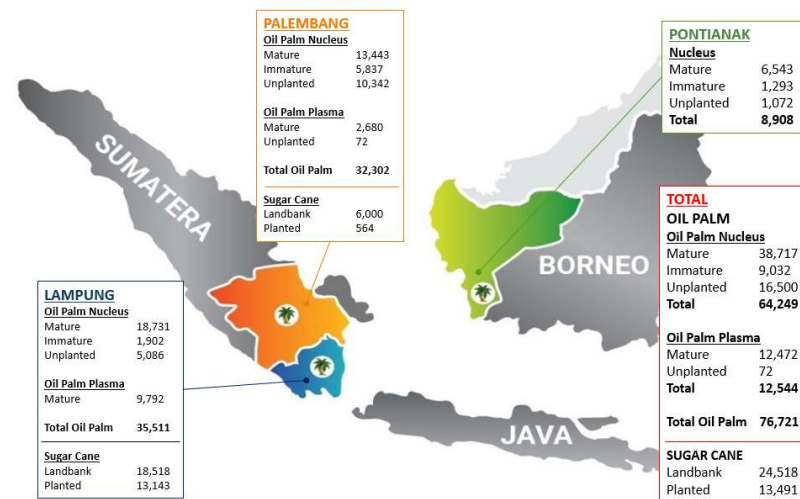 PALEMBANG
Oil Palm Nucleus
Mature 13,443
Immature 5,837
Unplanted 10,342
Oil Palm Plasma
Mature 2,680
Unplanted 72
Total Oil Palm 32,302
Sugar Cane
Landbank 6,000
Planted 564
PONTIANAK
Nucleus
Mature 6,543
Immature 1,293
Unplanted 1,072
Total 8,908
SUMATERA
BORNEO
TOTAL
OIL PALM
Oil Palm Nucleus
Mature 38,717
Immature 9,032
Unplanted 16,500
Total 64,249
Oil Palm Plasma
Mature 12,472
Unplanted 72
Total 12,544
Total Oil Palm 76,721
SUGAR CANE
Landbank 24,518
Planted 13,491
LAMPUNG
Oil Palm Nucleus
Mature 18,731
Immature 1,902
Unplanted 5,086
Oil Palm Plasma
Mature 9,792
Total Oil Palm 35,511
Sugar Cane
Landbank 18,518
Planted 13,143
JAVA